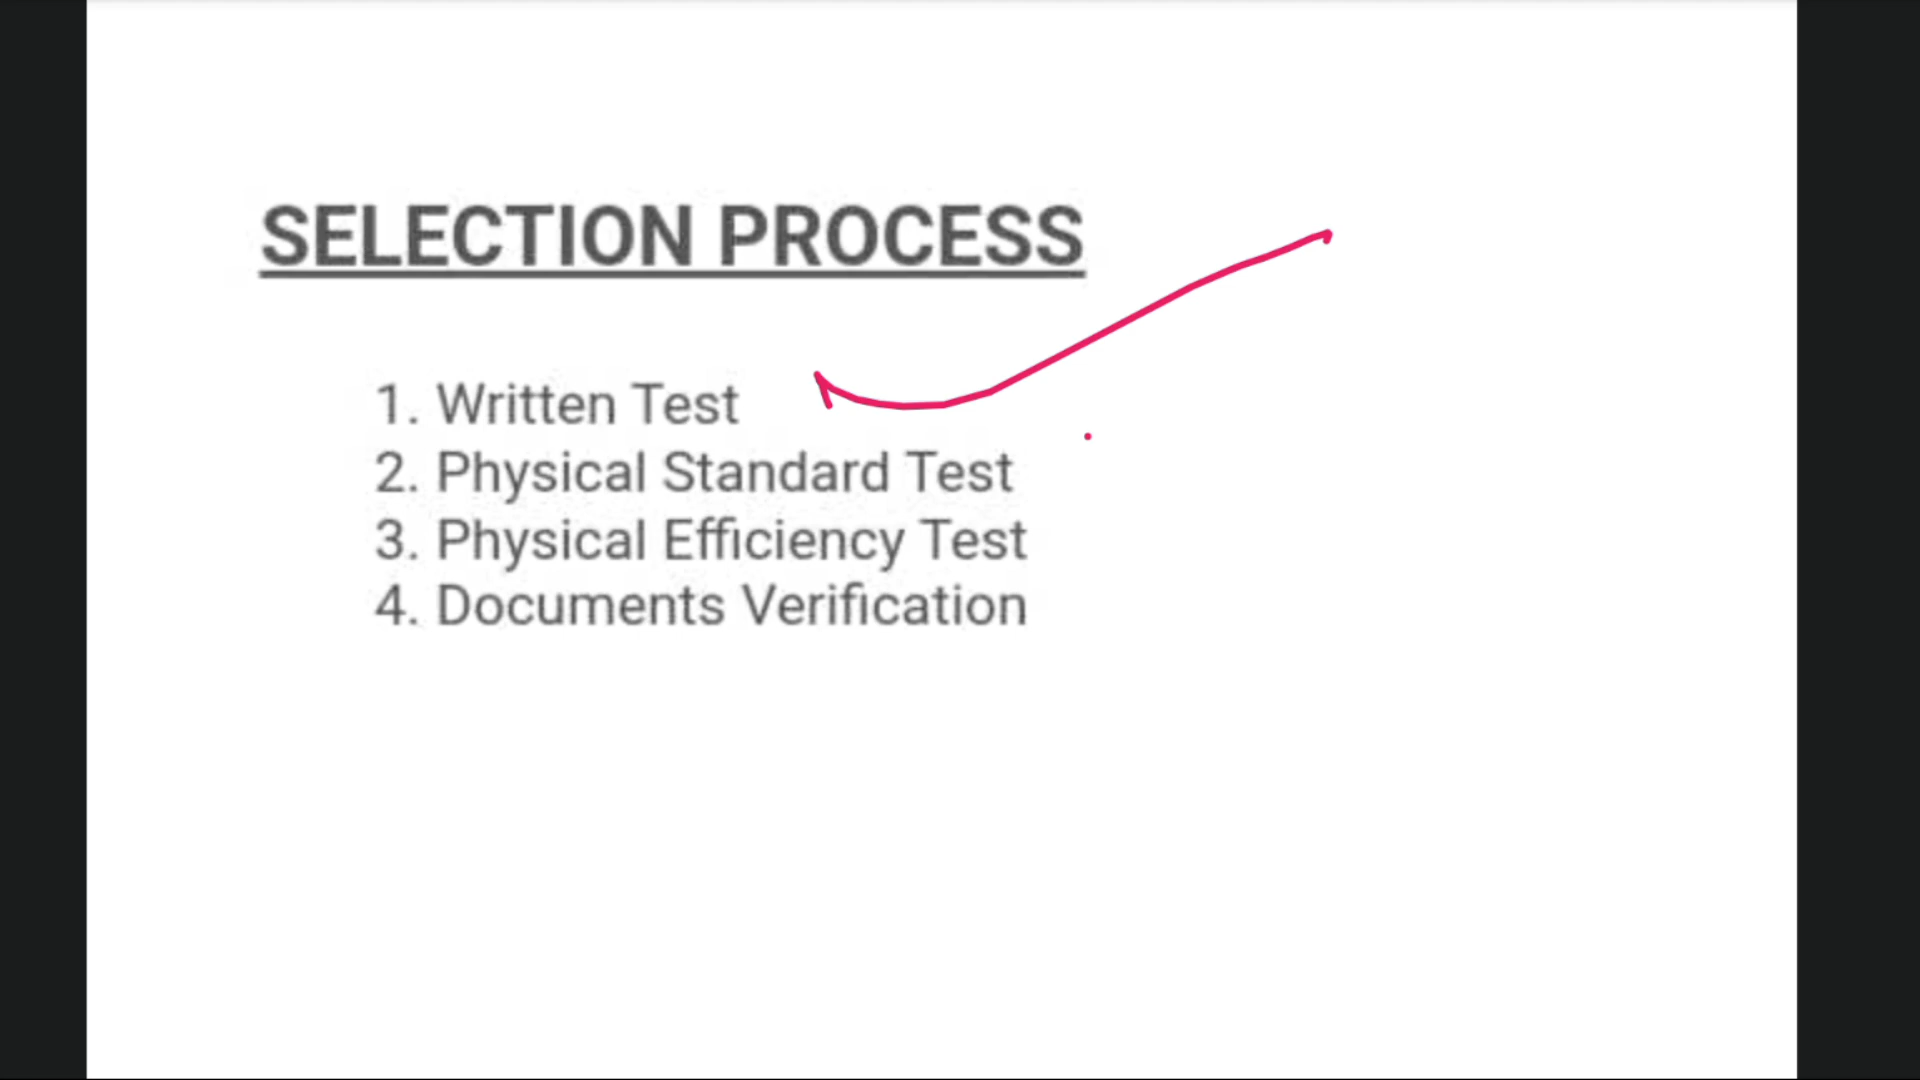 SELECTION PROCESS
1. Written Test
2. Physical Standard Test
3. Physical Efficiency Test
4. Documents Verification